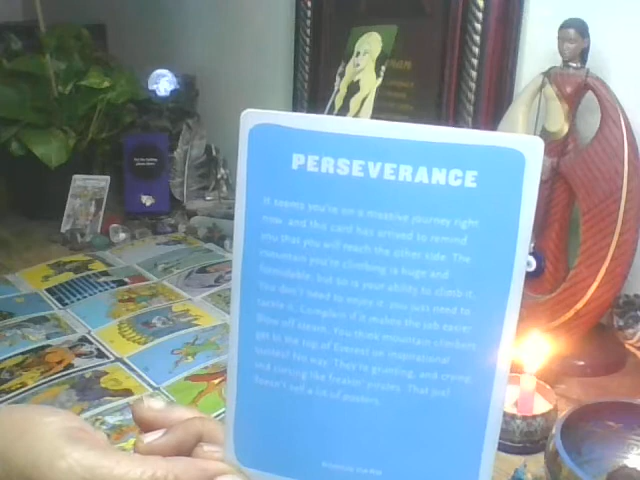 PERSEVERANCE
It seems you're on a massive journey right
now, and this card has arrived to remind
you that you will reach the other side. The
mountain you're climbing is huge and
formidable, but so is your ability to climb it.
You don't need to enjoy it, you just need to
tackle it. Complain if it makes the job easier
Blow off steam. You think mountain climbers
get to the top of Everest on inspirational
quotes? No way. They're grunting, and crying,
and cursing like freakin' pirates. That just
doesn't sell a lot of posters.